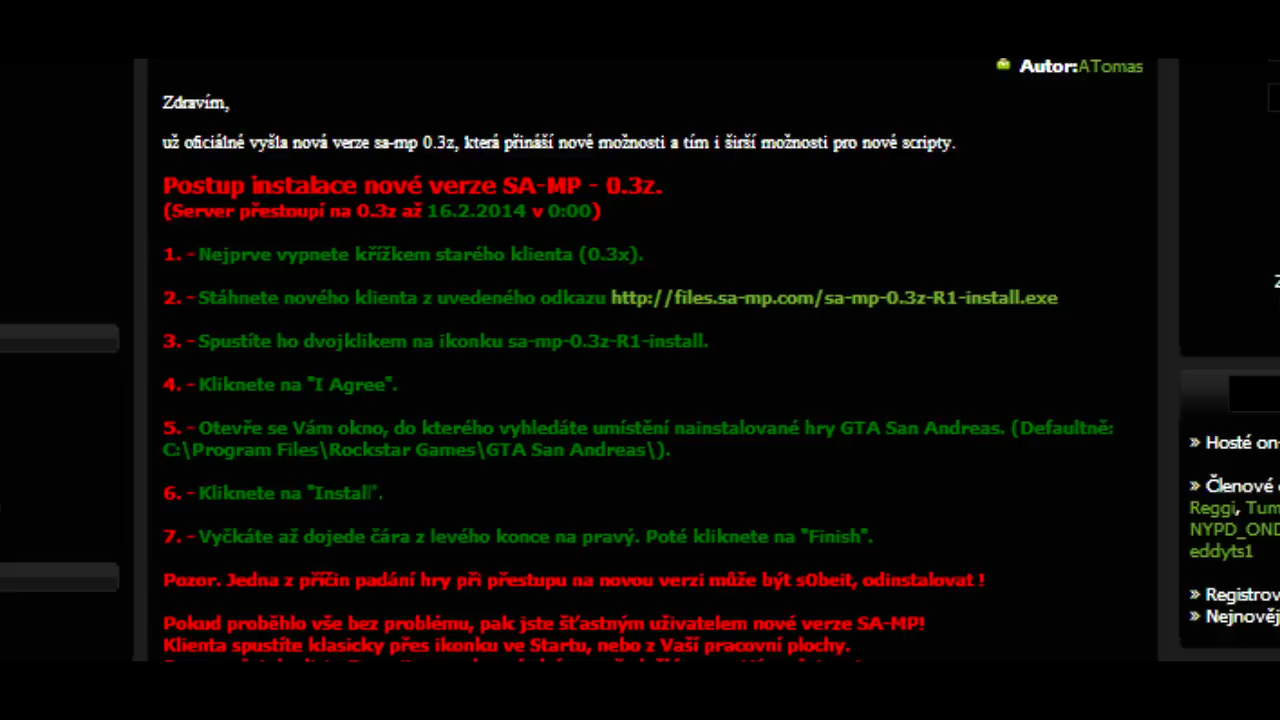 Autor:ATomas
Zdravím,
už oficiálné vyšla nová verze sa-mp 0.3z, která přináší nové možnosti a tím i širší možnosti pro nové scripty.
Postup instalace nové verze SA-MP - 0.3z.
(Server přestoupí na 0.3z až 16.2.2014 v 0:00)
1. - Nejprve vypnete křížkem starého klienta (0.3x).
2. - Stáhnete nového klienta z uvedeného odkazu http://files.sa-mp.com/sa-mp-0.3z-R1-install.exe
3. - Spustíte ho dvojklikem na ikonku sa-mp-0.3z-R1-install.
4. - Kliknete na "I Agree".
5. - Otevře se Vám okno, do kterého vyhledáte umístění nainstalované hry GTA San Andreas. (Defaultně:
C:\Program Files\Rockstar Games\GTA San Andreas\).
6. - Kliknete na "Install".
7. - Vyčkáte až dojede čára z levého konce na pravý. Poté kliknete na "Finish".
Pozor. Jedna z příčin padání hry při přestupu na novou verzi může být s0beit, odinstalovat !
Pokud proběhlo vše bez problému, pak jste šťastným uživatelem nové verze SA-MP!
Klienta spustíte klasicky přes ikonku ve Startu, nebo z Vaší pracovní plochy.
» Hosté on-
» Členové
Reggi, Tum
NYPD_OND
eddyts1
» Registrov
» Nejnověj